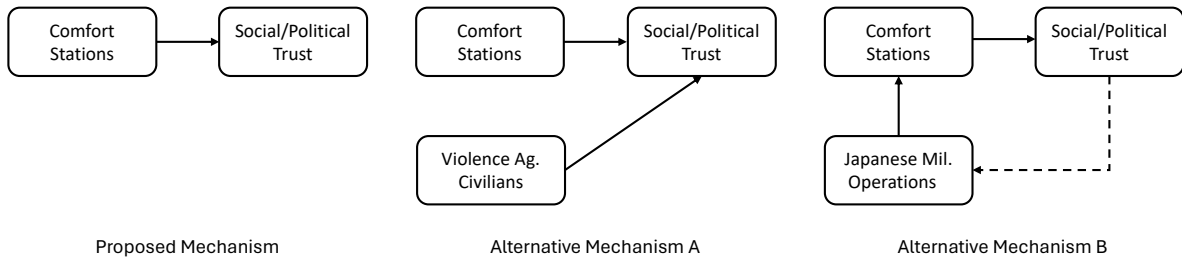 Comfort
Stations
Social/Political
Trust
Proposed Mechanism
Comfort
Stations
Social/Political
Trust
Violence Ag.
Civilians
Alternative Mechanism A
Comfort
Stations
Social/Political
Trust
Japanese Mil.
Operations
Alternative Mechanism B